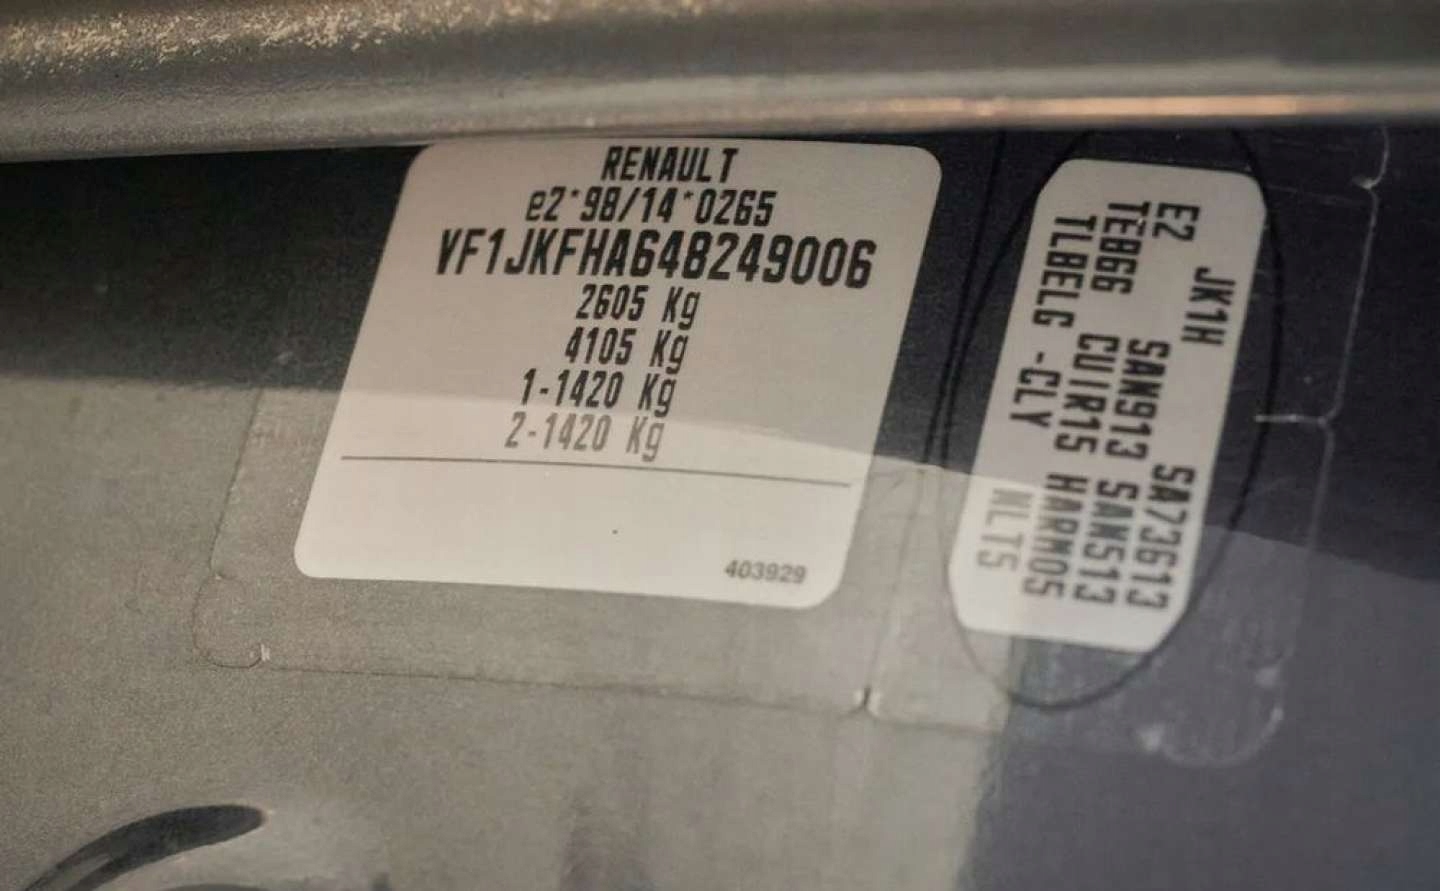 RENAULT
e2*98/14*0265
VF1JKFHA648249006
2605 Kg
4105 Kg
1-1420 Kg
2-1420 Kg
403929
JK1H SA73613
E2 SAN913 SAN513
TEB66 CUIR15 HARM05
TLBELG -CLY WLT5